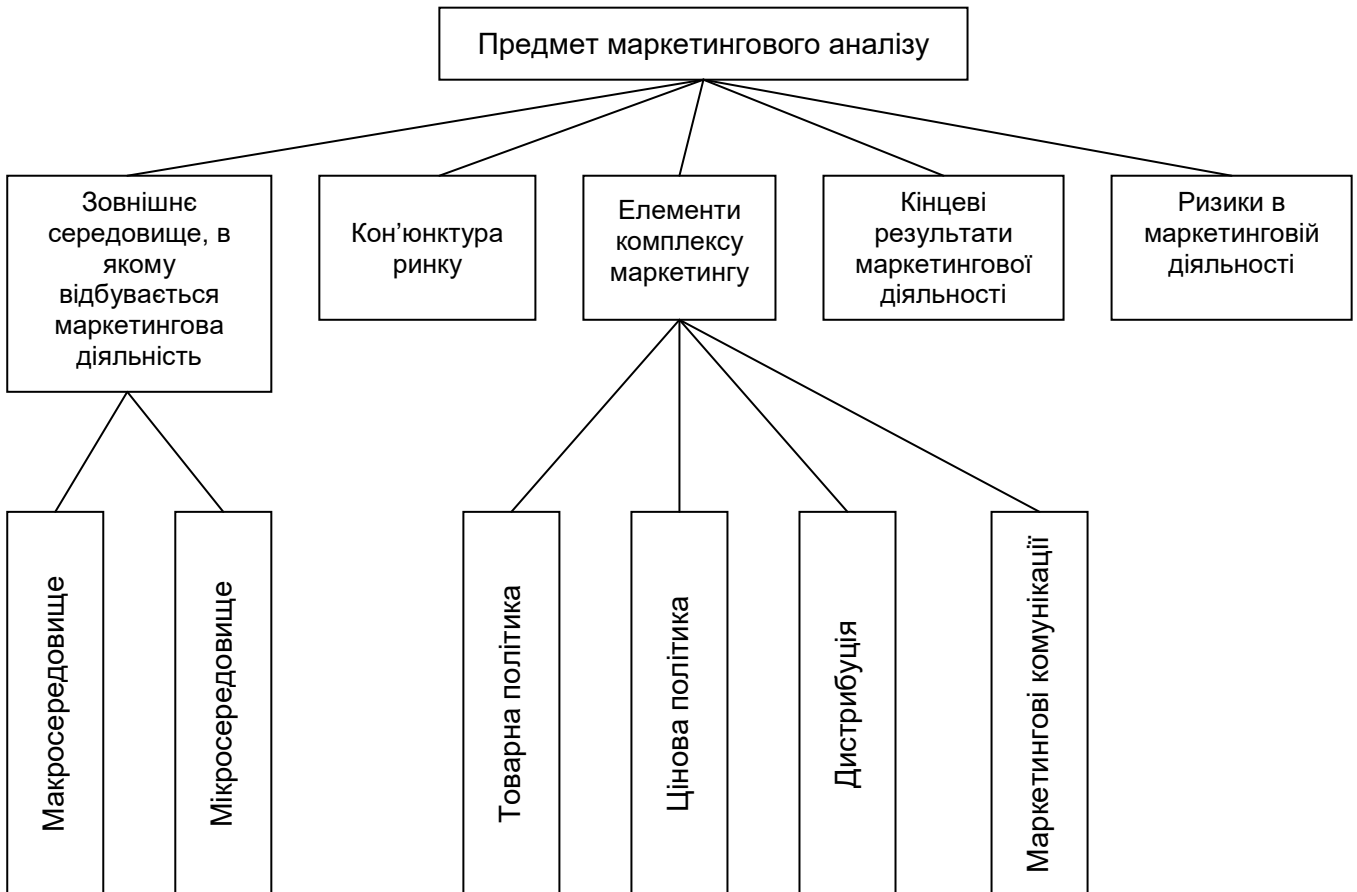 Предмет маркетингового аналізу
Зовнішнє
середовище, в
якому
відбувається
маркетингова
діяльність
Кон’юнктура
ринку
Елементи
комплексу
маркетингу
Кінцеві
результати
маркетингової
діяльності
Ризики в
маркетинговій
діяльності
Макросередовище
Мікросередовище
Товарна політика
Цінова політика
Дистрибуція
Маркетингові комунікації